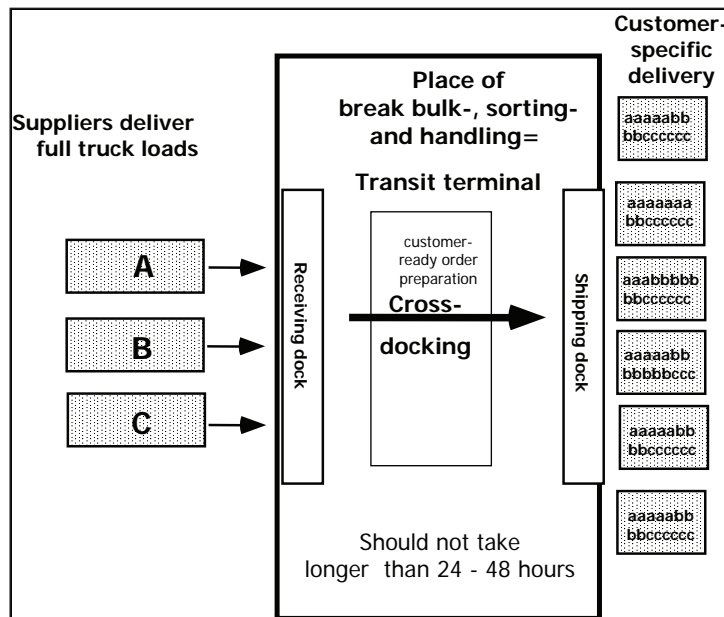 Suppliers deliver
full truck loads
A
B
C
Place of
break bulk-, sorting-
and handling=
Transit terminal
Receiving dock
customer-
ready order
preparation
Cross-
docking
Shipping dock
Should not take
longer than 24 - 48 hours
Customer-
specific
delivery
aaaaabb
bbcccccc
aaaaaaa
bbcccccc
aaabbbbb
bbcccccc
aaaaabb
bbbbbccc
aaaaabb
bbcccccc
aaaaabb
bbcccccc